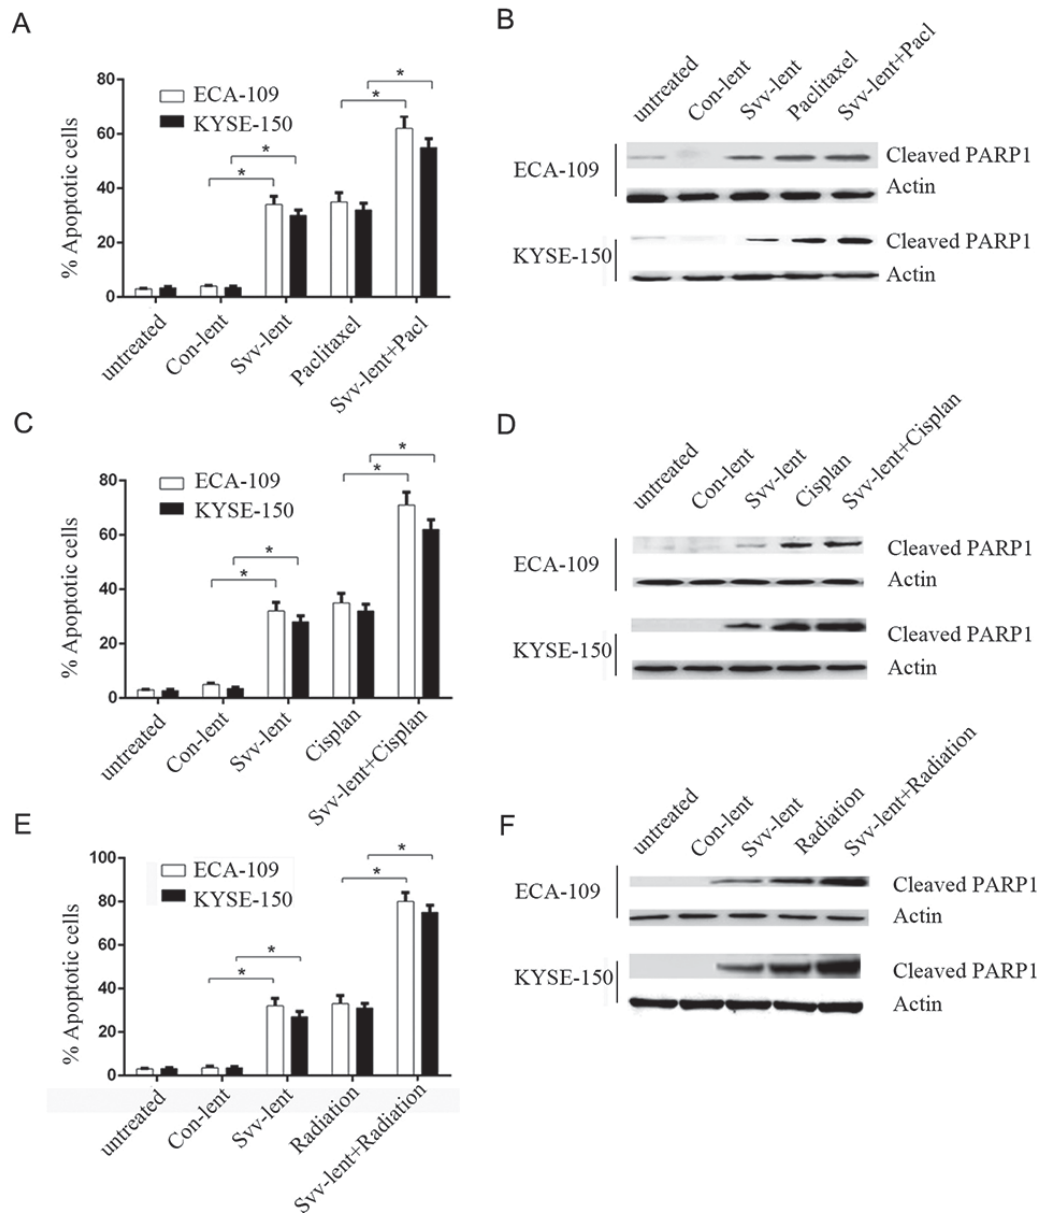 A
% Apoptotic cells
80
60
40
20
0
ECA-109
KYSE-150
*
*
*
*
untreated
Con-lent
Svv-lent
Paclitaxel
Svv-lent+Pacl
B
untreated
Con-lent
Svv-lent
Paclitaxel
Svv-lent+Pacl
ECA-109
Cleaved PARP1
Actin
KYSE-150
Cleaved PARP1
Actin
C
% Apoptotic cells
80
60
40
20
0
ECA-109
KYSE-150
*
*
*
*
untreated
Con-lent
Svv-lent
Cisplan
Svv-lent+Cisplan
D
untreated
Con-lent
Svv-lent
Cisplan
Svv-lent+Cisplan
ECA-109
Cleaved PARP1
Actin
KYSE-150
Cleaved PARP1
Actin
E
% Apoptotic cells
100
80
60
40
20
0
ECA-109
KYSE-150
*
*
*
*
untreated
Con-lent
Svv-lent
Radiation
Svv-lent+Radiation
F
untreated
Con-lent
Svv-lent
Radiation
Svv-lent+Radiation
ECA-109
Cleaved PARP1
Actin
KYSE-150
Cleaved PARP1
Actin